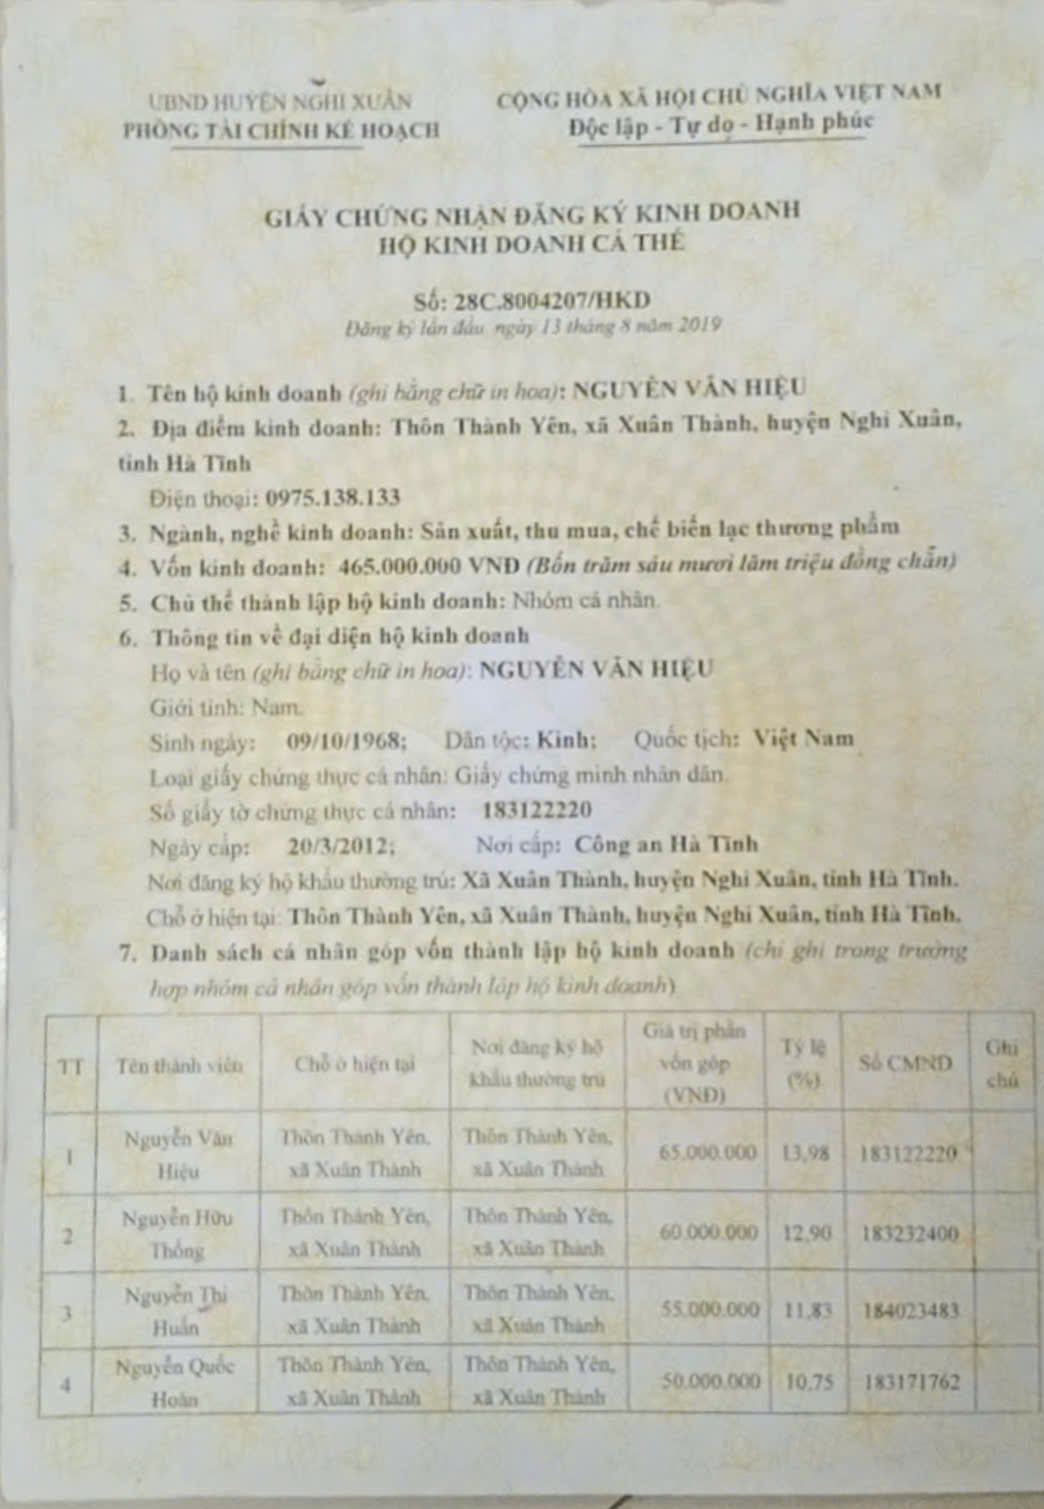 UBND HUYỆN NGHI XUÂN
PHÒNG TÀI CHÍNH KẾ HOẠCH
CỘNG HÒA XÃ HỘI CHỦ NGHĨA VIỆT NAM
Độc lập - Tự do - Hạnh phúc
GIẤY CHỨNG NHẬN ĐĂNG KÝ KINH DOANH
HỘ KINH DOANH CÁ THỂ
Số: 28C.8004207/HKD
Đăng ký lần đầu, ngày 13 tháng 8 năm 2019
1. Tên hộ kinh doanh (ghi bằng chữ in hoa): NGUYỄN VĂN HIỆU
2. Địa điểm kinh doanh: Thôn Thành Yên, xã Xuân Thành, huyện Nghi Xuân,
tỉnh Hà Tĩnh
Điện thoại: 0975.138.133
3. Ngành, nghề kinh doanh: Sản xuất, thu mua, chế biến lạc thương phẩm
4. Vốn kinh doanh: 465.000.000 VNĐ (Bốn trăm sáu mươi lăm triệu đồng chẵn)
5. Chủ thể thành lập hộ kinh doanh: Nhóm cá nhân.
6. Thông tin về đại diện hộ kinh doanh
Họ và tên (ghi bằng chữ in hoa): NGUYỄN VĂN HIỆU
Giới tính: Nam.
Sinh ngày: 09/10/1968; Dân tộc: Kinh; Quốc tịch: Việt Nam
Loại giấy chứng thực cá nhân: Giấy chứng minh nhân dân.
Số giấy tờ chứng thực cá nhân: 183122220
Ngày cấp: 20/3/2012; Nơi cấp: Công an Hà Tĩnh
Nơi đăng ký hộ khẩu thường trú: Xã Xuân Thành, huyện Nghi Xuân, tỉnh Hà Tĩnh.
Chỗ ở hiện tại: Thôn Thành Yên, xã Xuân Thành, huyện Nghi Xuân, tỉnh Hà Tĩnh.
7. Danh sách cá nhân góp vốn thành lập hộ kinh doanh (chỉ ghi trong trường
hợp nhóm cá nhân góp vốn thành lập hộ kinh doanh)
TT Tên thành viên Chỗ ở hiện tại Nơi đăng ký hộ khẩu thường trú Giá trị phần vốn góp (VNĐ) Tỷ lệ (%) Số CMND Ghi chú
1 Nguyễn Văn Hiệu Thôn Thành Yên, xã Xuân Thành Thôn Thành Yên, xã Xuân Thành 65.000.000 13,98 183122220
2 Nguyễn Hữu Thống Thôn Thành Yên, xã Xuân Thành Thôn Thành Yên, xã Xuân Thành 60.000.000 12,90 183232400
3 Nguyễn Thị Huấn Thôn Thành Yên, xã Xuân Thành Thôn Thành Yên, xã Xuân Thành 55.000.000 11,83 184023483
4 Nguyễn Quốc Hoàn Thôn Thành Yên, xã Xuân Thành Thôn Thành Yên, xã Xuân Thành 50.000.000 10,75 183171762